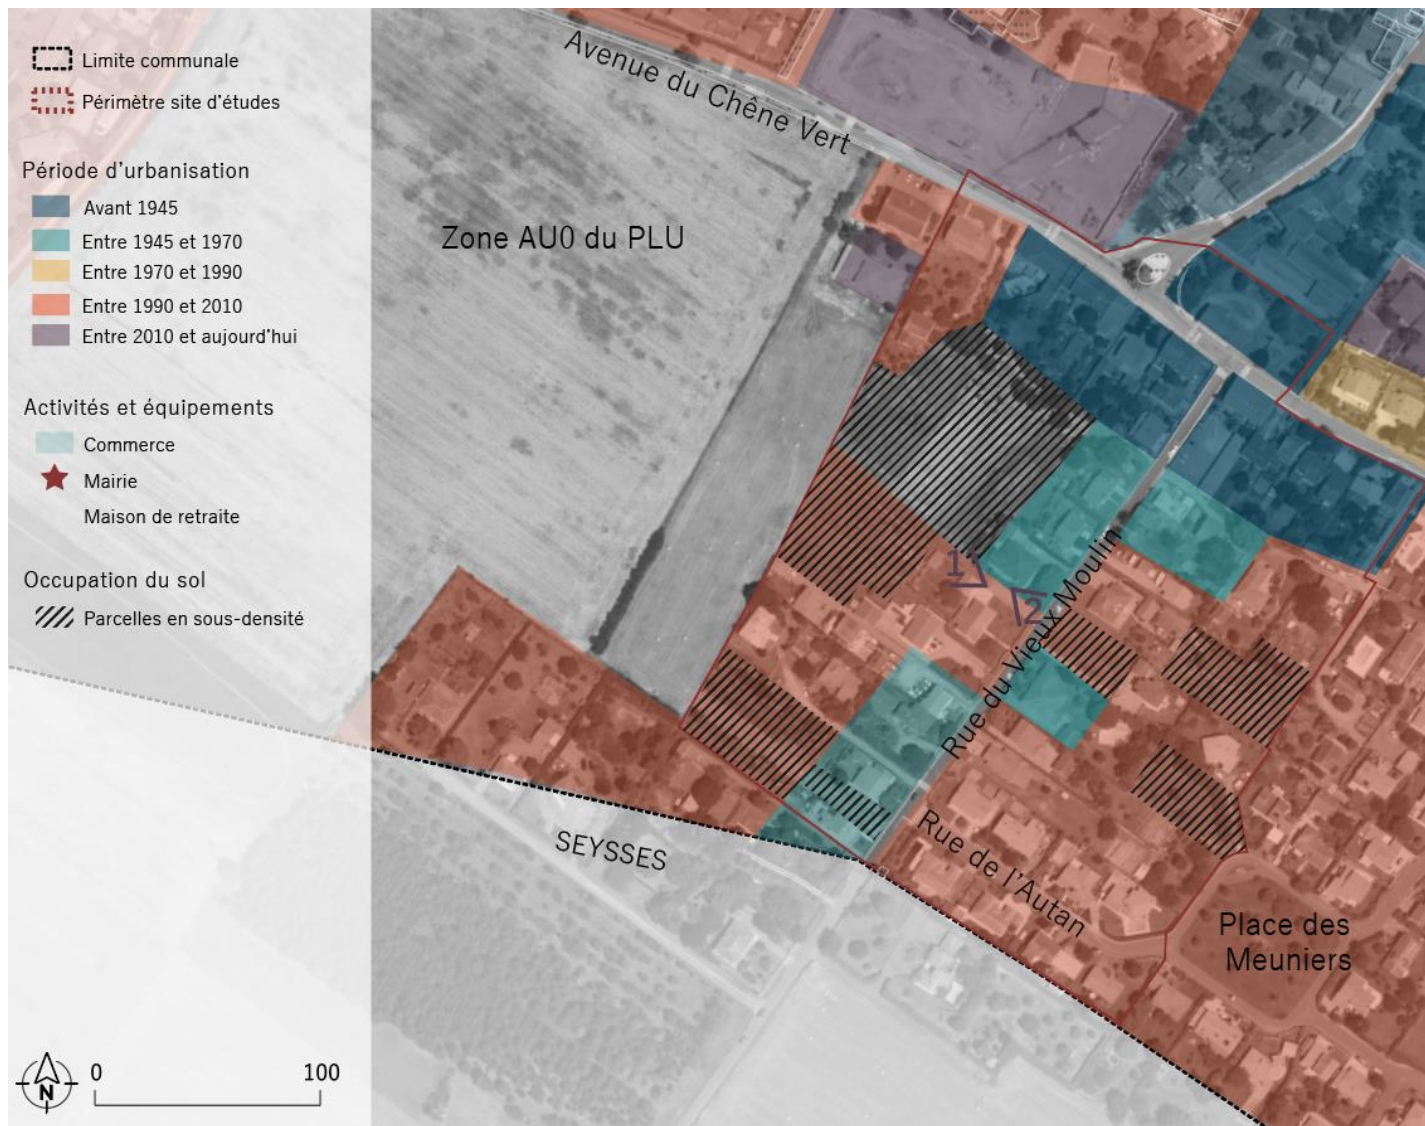 Limite communale
Périmètre site d'études
Période d'urbanisation
Avant 1945
Entre 1945 et 1970
Entre 1970 et 1990
Entre 1990 et 2010
Entre 2010 et aujourd'hui
Activités et équipements
Commerce
Mairie
Maison de retraite
Occupation du sol
Parcelles en sous-densité
N
0
100
Avenue du Chêne Vert
Zone AU0 du PLU
1
2
Rue du Vieux Moulin
SEYSSES
Rue de l'Autan
Place des
Meuniers